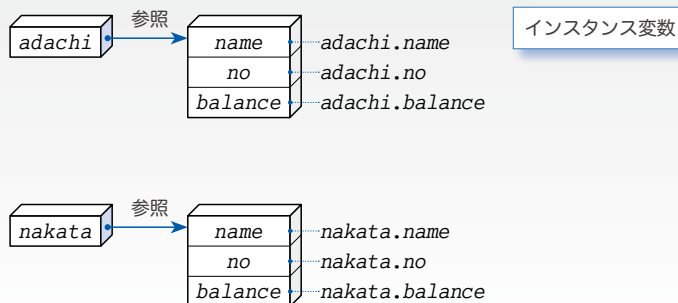 参照
インスタンス変数
adachi
name
adachi.name
no
adachi.no
balance
adachi.balance
参照
nakata
name
nakata.name
no
nakata.no
balance
nakata.balance